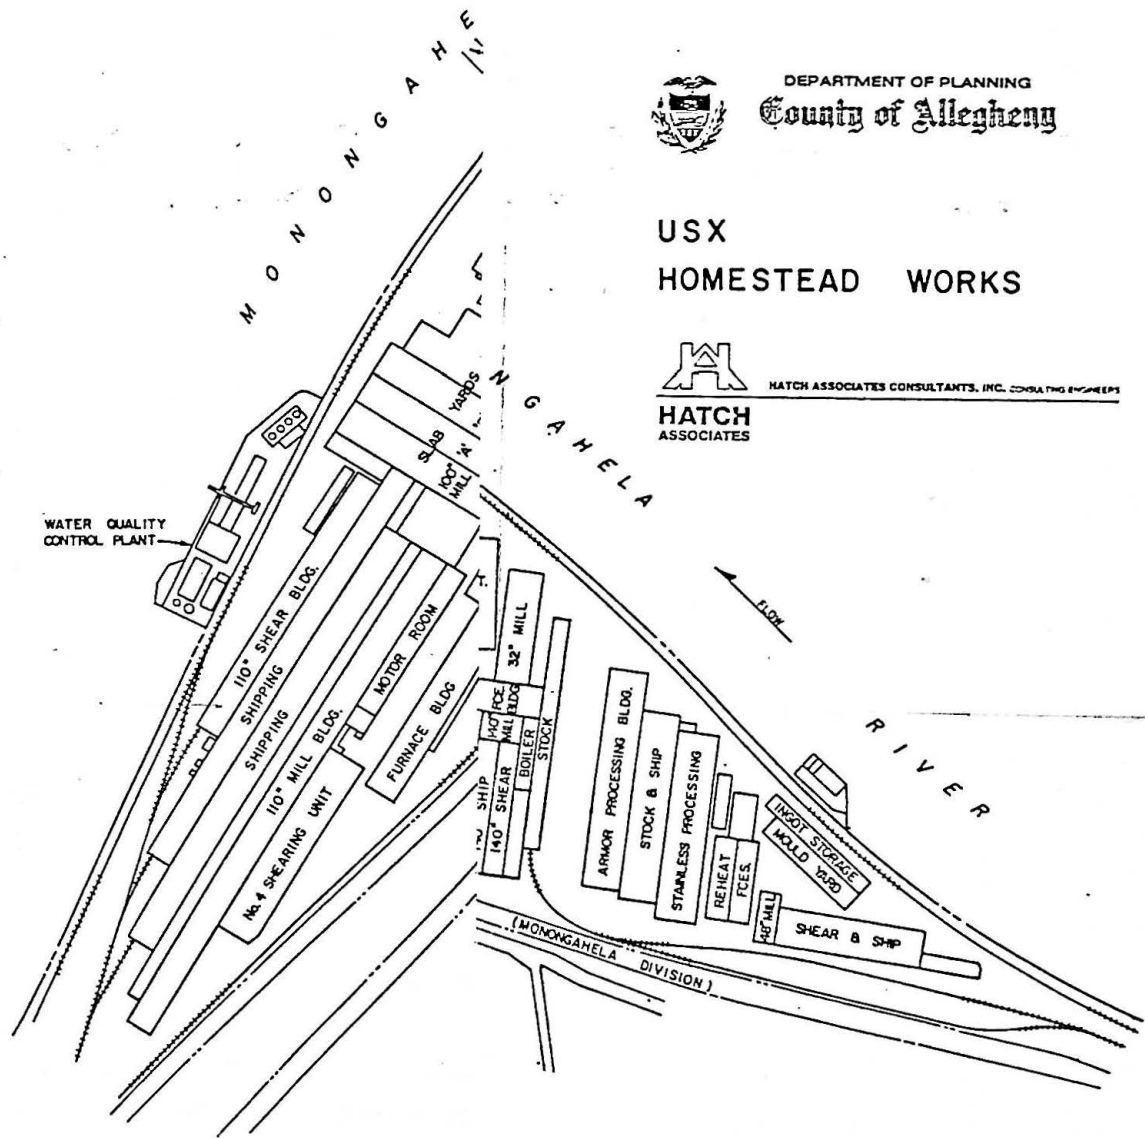 DEPARTMENT OF PLANNING
County of Allegheny
USX
HOMESTEAD WORKS
HATCH ASSOCIATES CONSULTANTS, INC. CONSULTING ENGINEERS
HATCH
ASSOCIATES
MONONGAHE
NGAHELA
RIVER
FLOW
WATER QUALITY
CONTROL PLANT
SLAB YARDS
'A'
100" MILL
110" SHEAR BLDG.
SHIPPING
SHIPPING
110" MILL BLDG.
MOTOR ROOM
FURNACE BLDG
No. 4 SHEARING UNIT
32" MILL
FCE.
BLDG
140"
MILL
BOILER
STOCK
SHIP
140" SHEAR
ARMOR PROCESSING BLDG.
STOCK & SHIP
STAINLESS PROCESSING
REHEAT
FCES.
INGOT STORAGE
MOULD YARD
48" MILL
SHEAR & SHIP
(MONONGAHELA DIVISION)